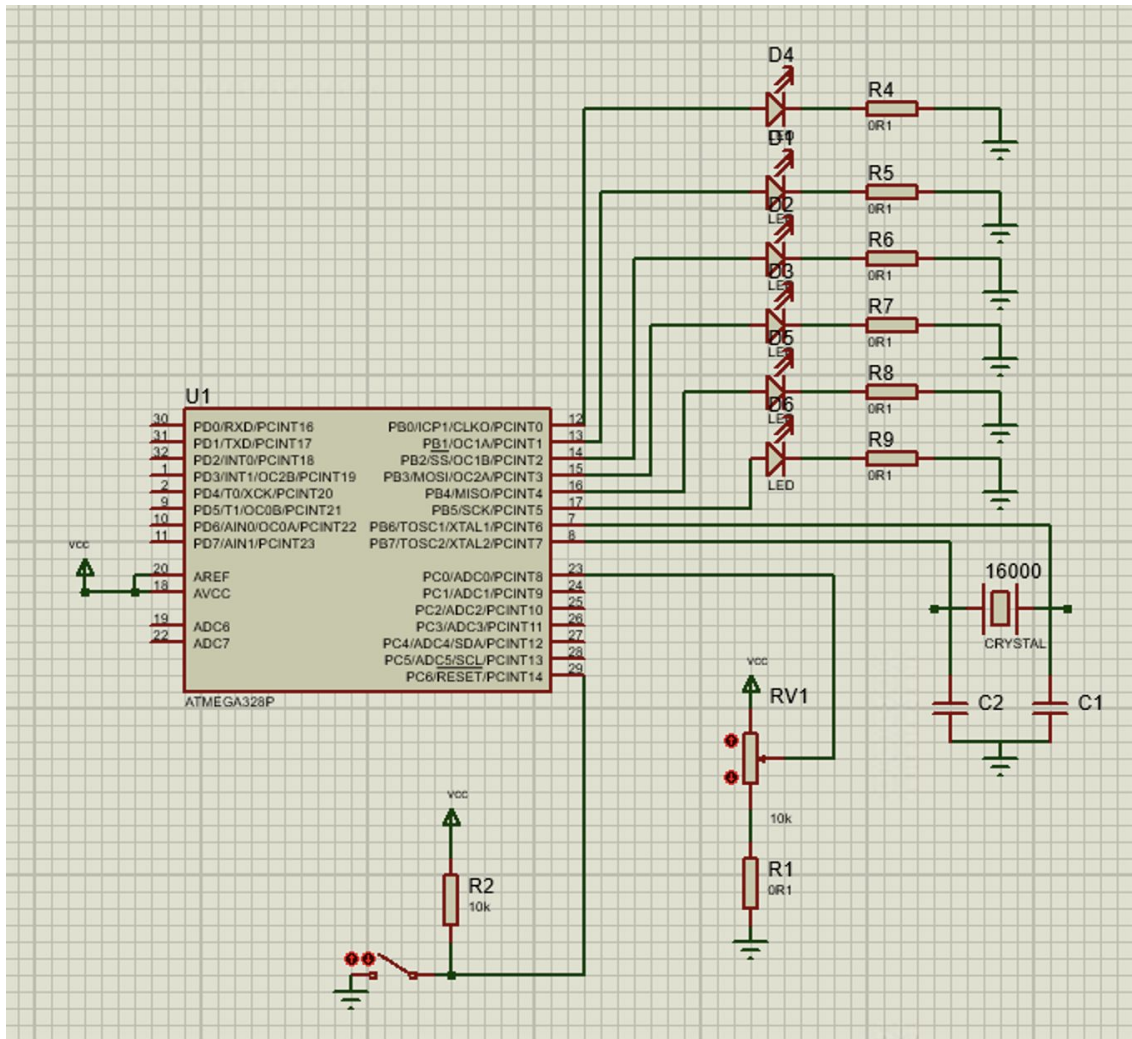 D4
R4
0R1
D1
R5
0R1
D2
LED
R6
0R1
D3
LED
R7
0R1
D5
LED
R8
0R1
D6
LED
R9
0R1
LED
U1
30 PD0/RXD/PCINT16 PB0/ICP1/CLKO/PCINT0 12
31 PD1/TXD/PCINT17 PB1/OC1A/PCINT1 13
32 PD2/INT0/PCINT18 PB2/SS/OC1B/PCINT2 14
1 PD3/INT1/OC2B/PCINT19 PB3/MOSI/OC2A/PCINT3 15
2 PD4/T0/XCK/PCINT20 PB4/MISO/PCINT4 16
9 PD5/T1/OC0B/PCINT21 PB5/SCK/PCINT5 17
10 PD6/AIN0/OC0A/PCINT22 PB6/TOSC1/XTAL1/PCINT6 7
11 PD7/AIN1/PCINT23 PB7/TOSC2/XTAL2/PCINT7 8
VCC
20 AREF PC0/ADC0/PCINT8 23
18 AVCC PC1/ADC1/PCINT9 24
PC2/ADC2/PCINT10 25
19 ADC6 PC3/ADC3/PCINT11 26
22 ADC7 PC4/ADC4/SDA/PCINT12 27
PC5/ADC5/SCL/PCINT13 28
PC6/RESET/PCINT14 29
ATMEGA328P
16000
CRYSTAL
C2
C1
VCC
RV1
10k
R1
0R1
VCC
R2
10k